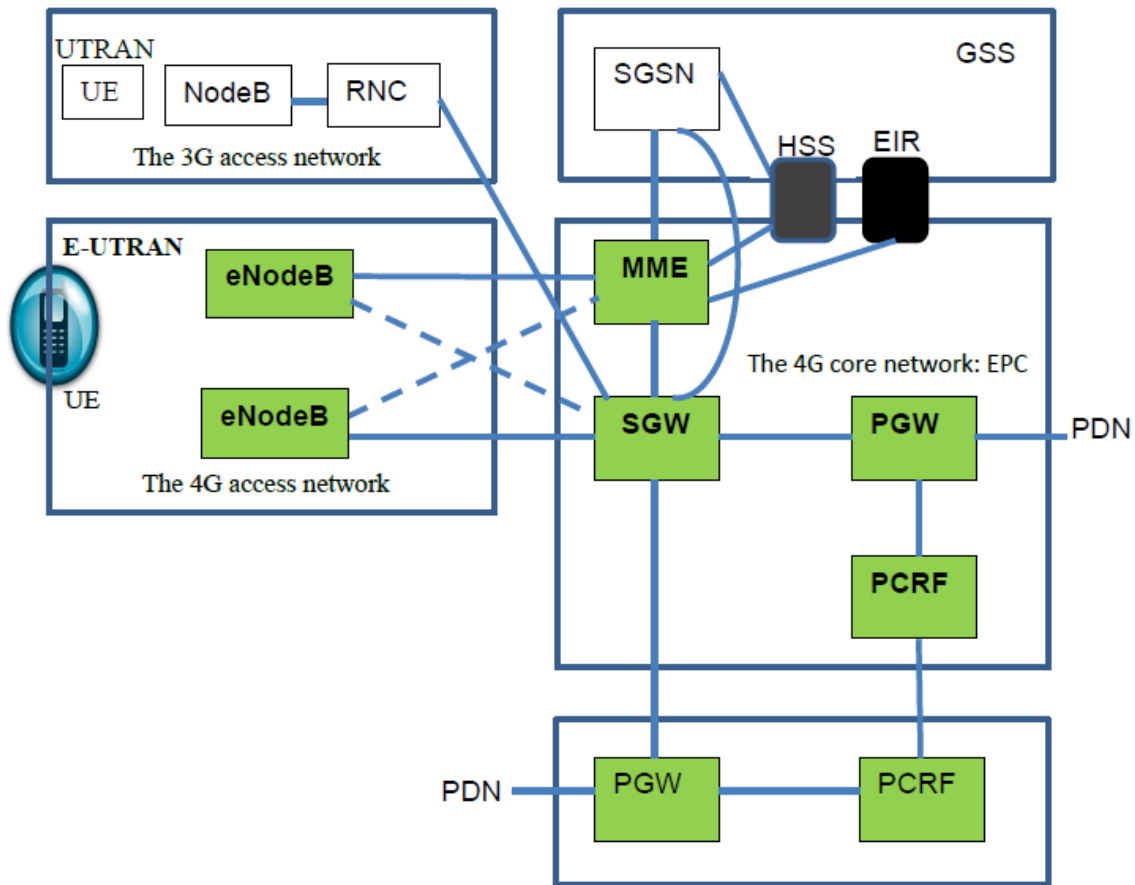 UTRAN
UE
NodeB
RNC
The 3G access network
SGSN
GSS
HSS
EIR
E-UTRAN
eNodeB
eNodeB
UE
The 4G access network
MME
The 4G core network: EPC
SGW
PGW
PDN
PCRF
PDN
PGW
PCRF